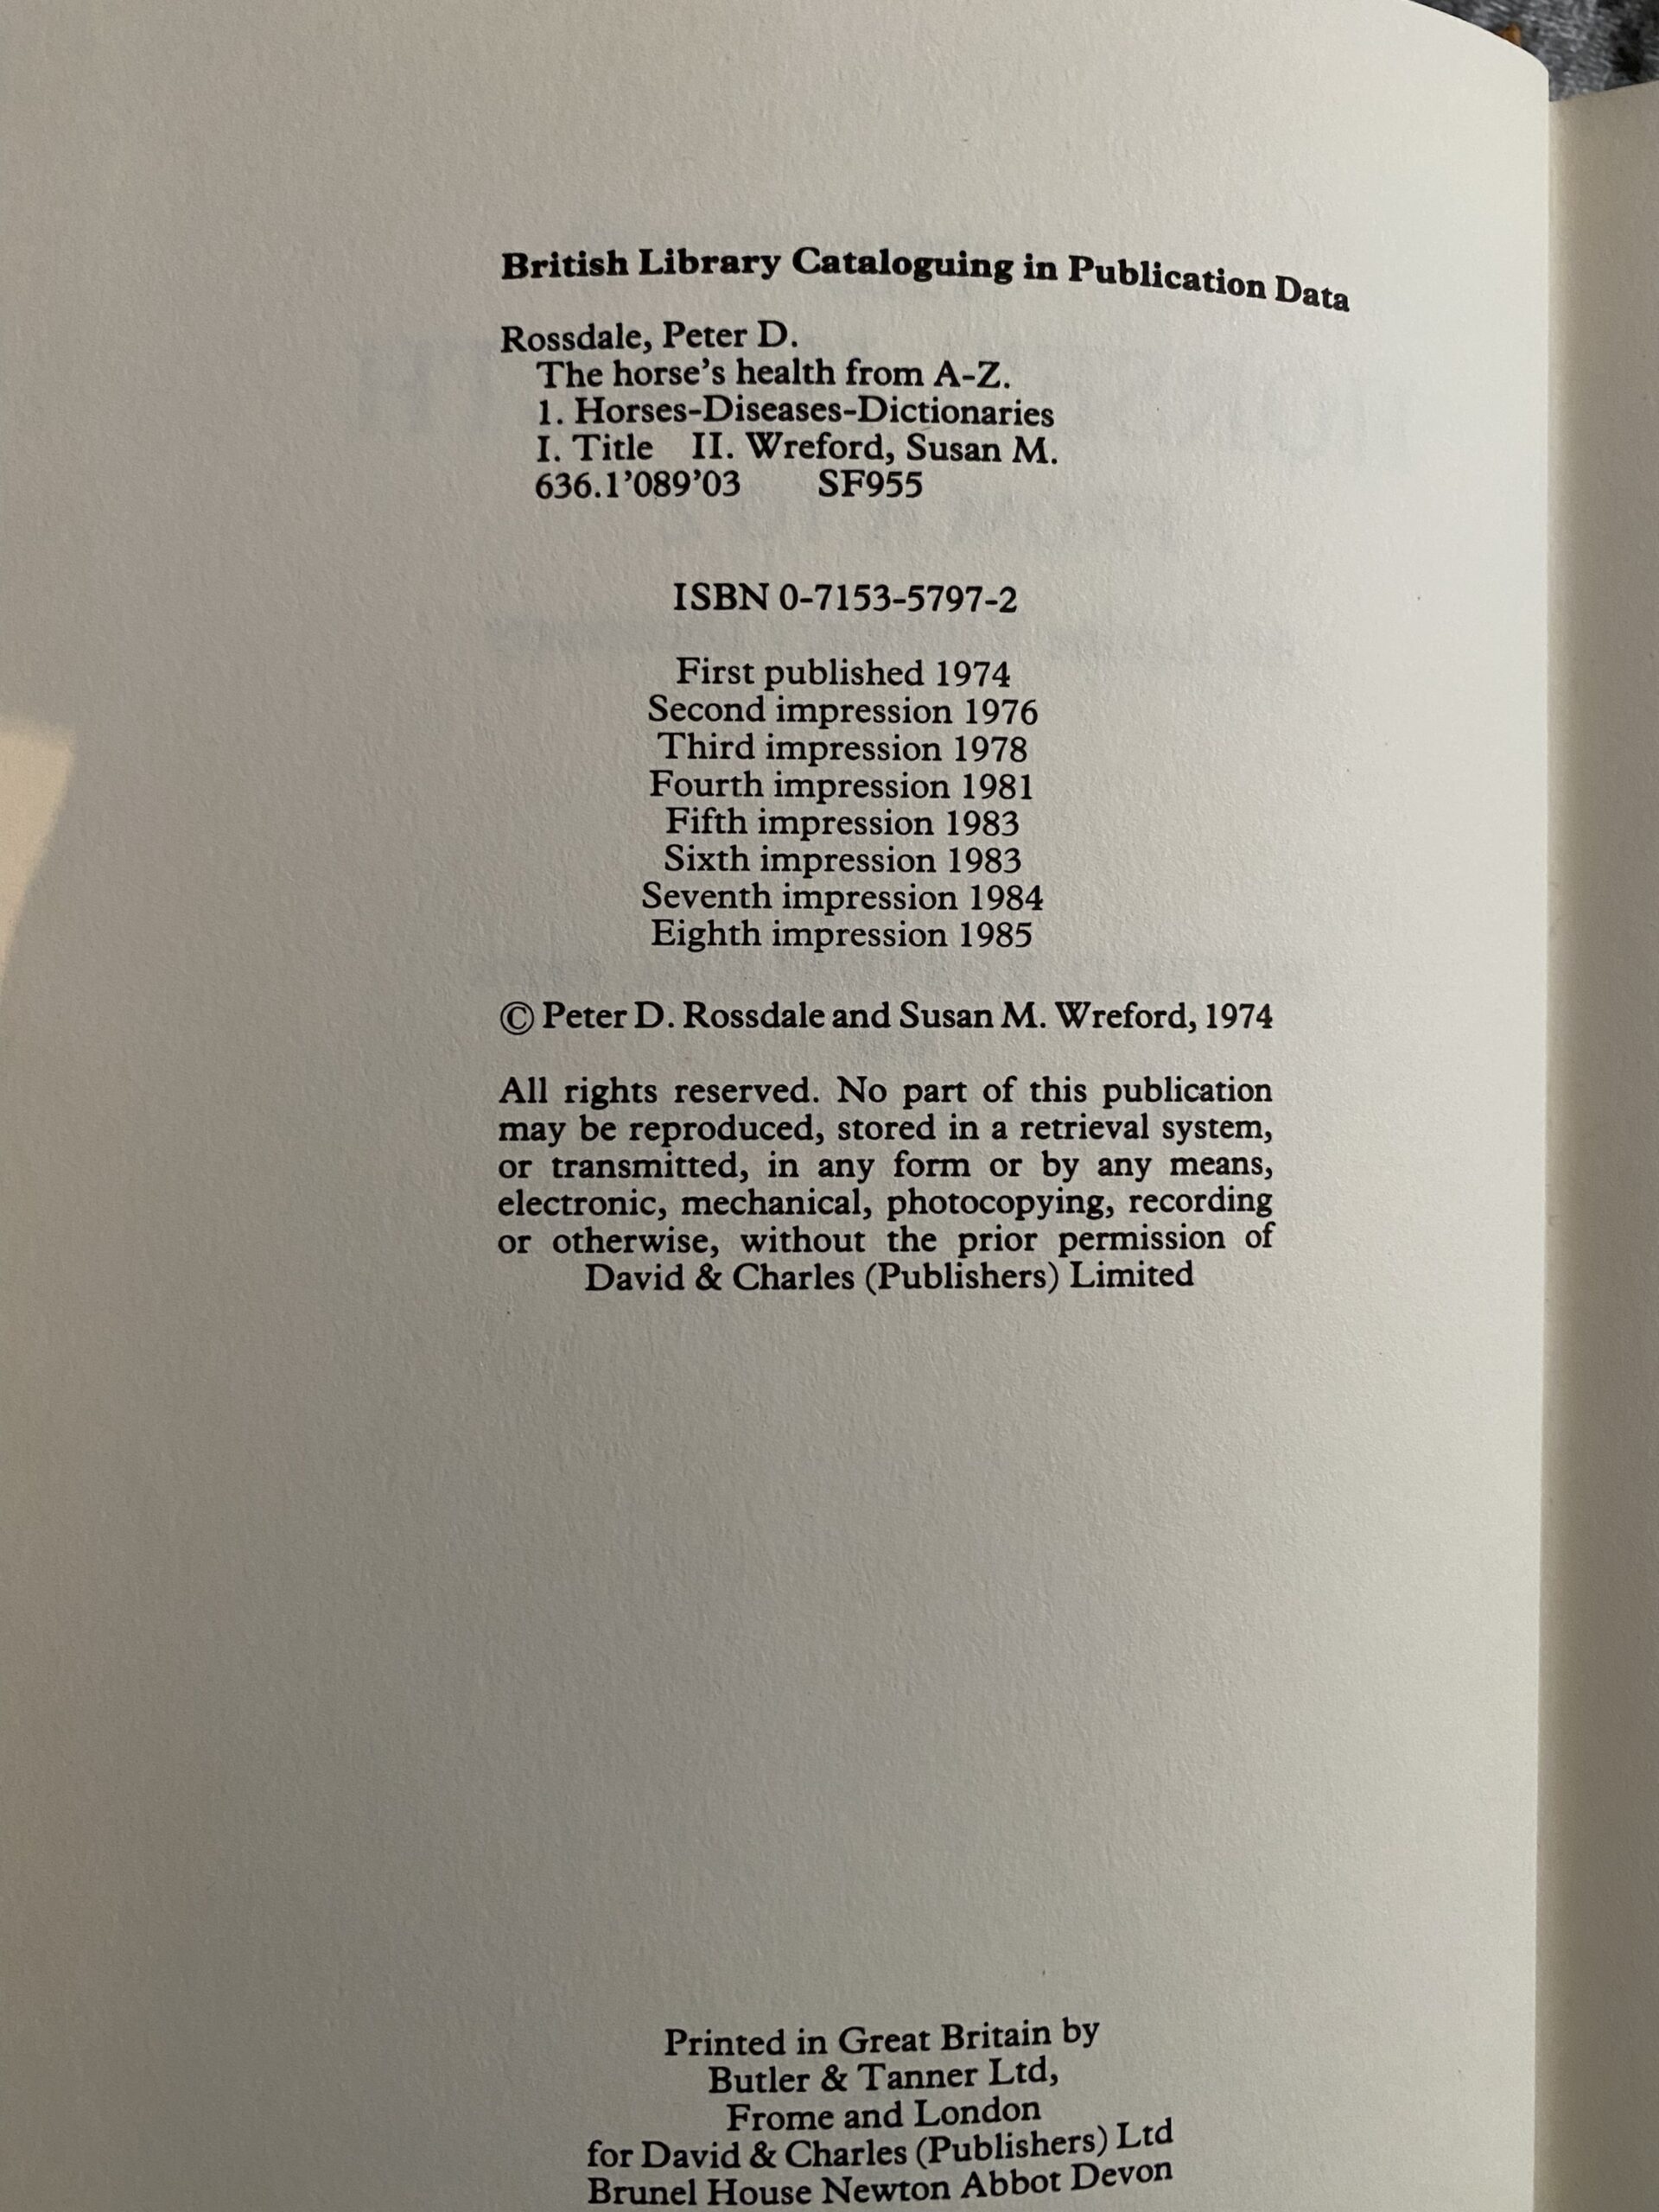 British Library Cataloguing in Publication Data
Rossdale, Peter D.
The horse's health from A-Z.
1. Horses-Diseases-Dictionaries
I. Title II. Wreford, Susan M.
636.1'089'03 SF955
ISBN 0-7153-5797-2
First published 1974
Second impression 1976
Third impression 1978
Fourth impression 1981
Fifth impression 1983
Sixth impression 1983
Seventh impression 1984
Eighth impression 1985
© Peter D. Rossdale and Susan M. Wreford, 1974
All rights reserved. No part of this publication
may be reproduced, stored in a retrieval system,
or transmitted, in any form or by any means,
electronic, mechanical, photocopying, recording
or otherwise, without the prior permission of
David & Charles (Publishers) Limited
Printed in Great Britain by
Butler & Tanner Ltd,
Frome and London
for David & Charles (Publishers) Ltd
Brunel House Newton Abbot Devon